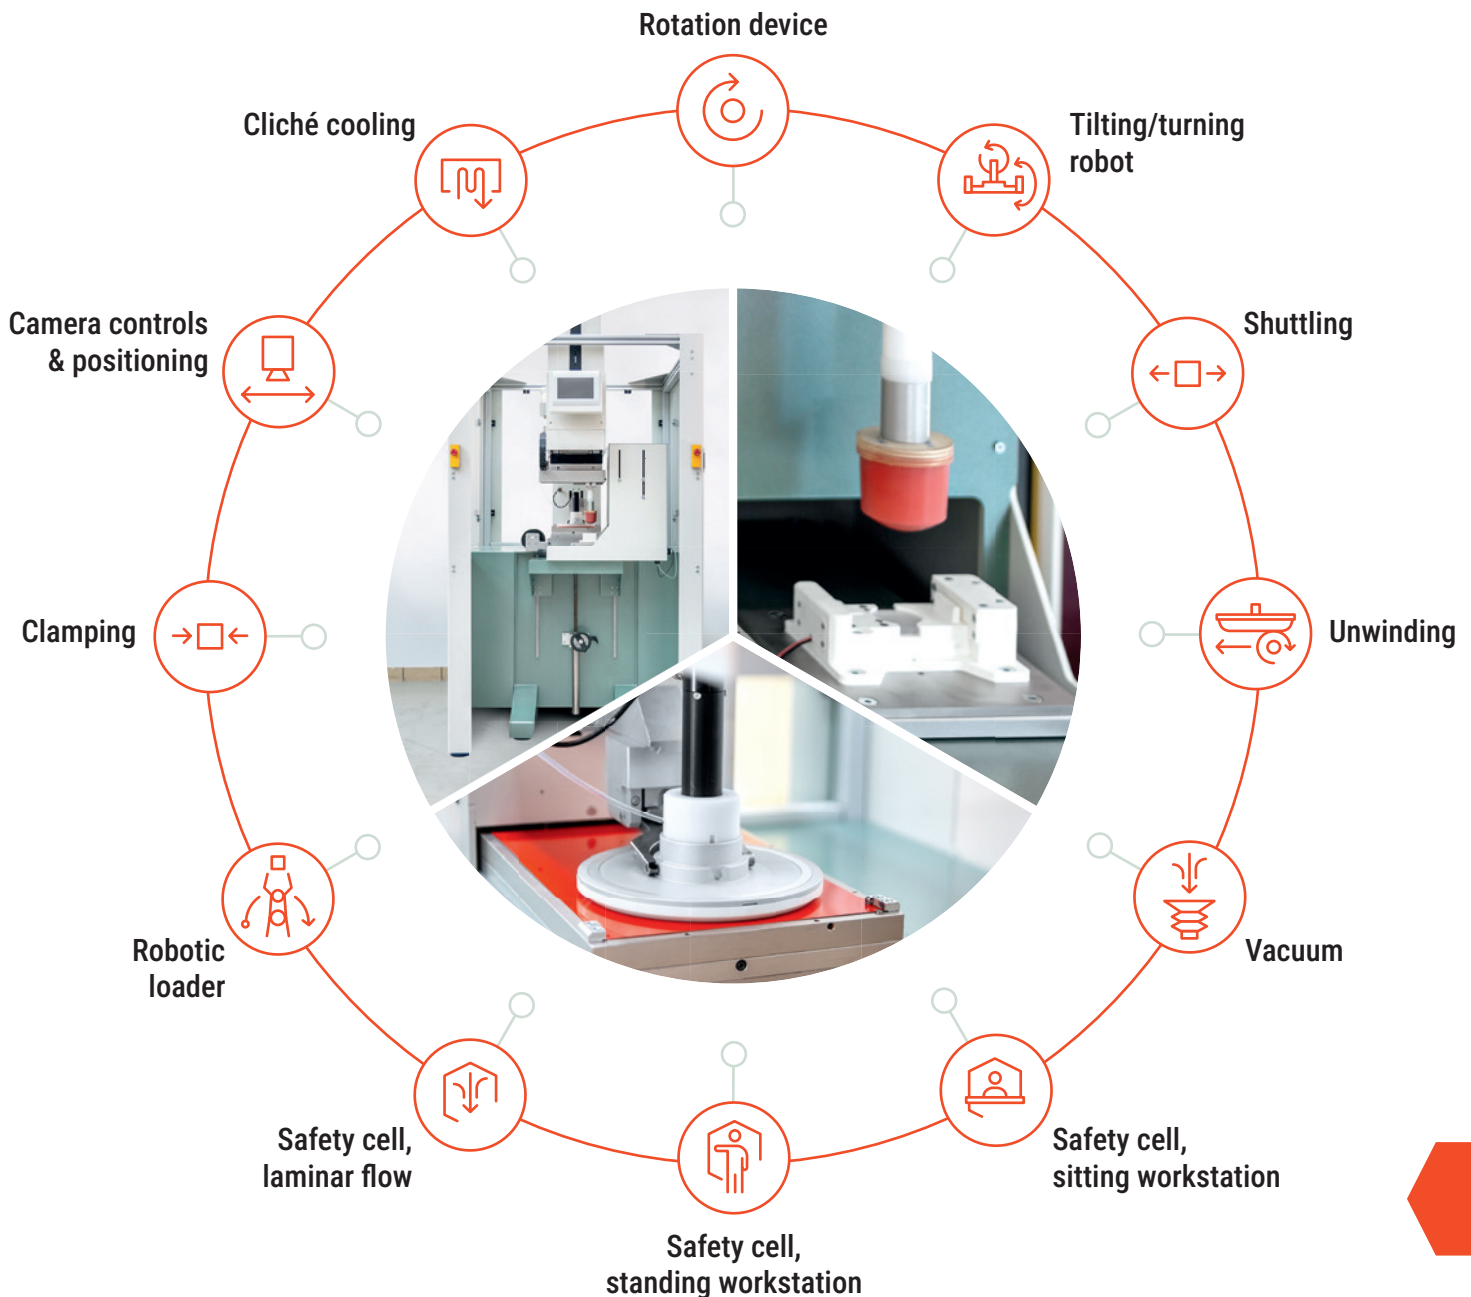 Rotation device
Tilting/turning
robot
Shuttling
Unwinding
Vacuum
Safety cell,
sitting workstation
Safety cell,
standing workstation
Safety cell,
laminar flow
Robotic
loader
Clamping
Camera controls
& positioning
Cliché cooling